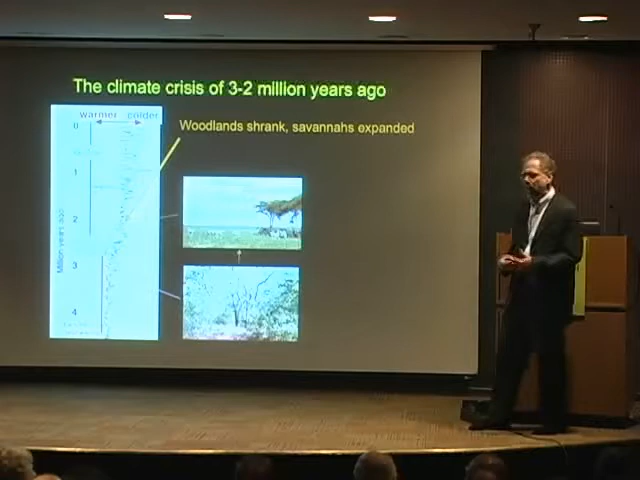 The climate crisis of 3-2 million years ago
warmer colder
Woodlands shrank, savannahs expanded
0
1
2
3
4
Million years ago